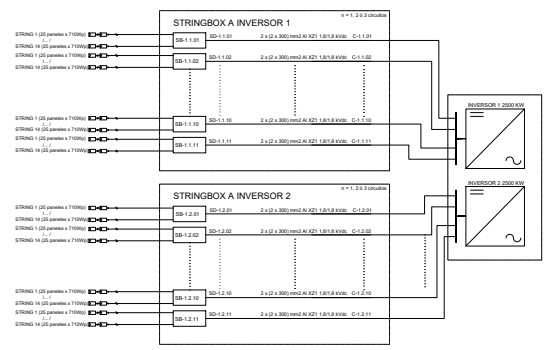 STRINGBOX A INVERSOR 1
n = 1, 2 ó 3 circuitos
STRING 1 (25 paneles x 710Wp)
/..../
STRING 14 (25 paneles x 710Wp)
SB-1.1.01
SD-1.1.01
2 x (2 x 300) mm2 Al XZ1 1,8/1,8 kVdc C-1.1.01
STRING 1 (25 paneles x 710Wp)
/..../
STRING 14 (25 paneles x 710Wp)
SB-1.1.02
SD-1.1.02
2 x (2 x 300) mm2 Al XZ1 1,8/1,8 kVdc C-1.1.02
STRING 1 (25 paneles x 710Wp)
/..../
STRING 14 (25 paneles x 710Wp)
SB-1.1.10
SD-1.1.10
2 x (2 x 300) mm2 Al XZ1 1,8/1,8 kVdc C-1.1.10
STRING 1 (25 paneles x 710Wp)
/..../
STRING 14 (25 paneles x 710Wp)
SB-1.1.11
SD-1.1.11
2 x (2 x 300) mm2 Al XZ1 1,8/1,8 kVdc C-1.1.11
INVERSOR 1 2500 KW
INVERSOR 2 2500 KW
STRINGBOX A INVERSOR 2
n = 1, 2 ó 3 circuitos
STRING 1 (25 paneles x 710Wp)
/..../
STRING 14 (25 paneles x 710Wp)
SB-1.2.01
SD-1.2.01
2 x (2 x 300) mm2 Al XZ1 1,8/1,8 kVdc C-1.2.01
STRING 1 (25 paneles x 710Wp)
/..../
STRING 14 (25 paneles x 710Wp)
SB-1.2.02
SD-1.2.02
2 x (2 x 300) mm2 Al XZ1 1,8/1,8 kVdc C-1.2.02
STRING 1 (25 paneles x 710Wp)
/..../
STRING 14 (25 paneles x 710Wp)
SB-1.2.10
SD-1.2.10
2 x (2 x 300) mm2 Al XZ1 1,8/1,8 kVdc C-1.2.10
STRING 1 (25 paneles x 710Wp)
/..../
STRING 14 (25 paneles x 710Wp)
SB-1.2.11
SD-1.2.11
2 x (2 x 300) mm2 Al XZ1 1,8/1,8 kVdc C-1.2.11